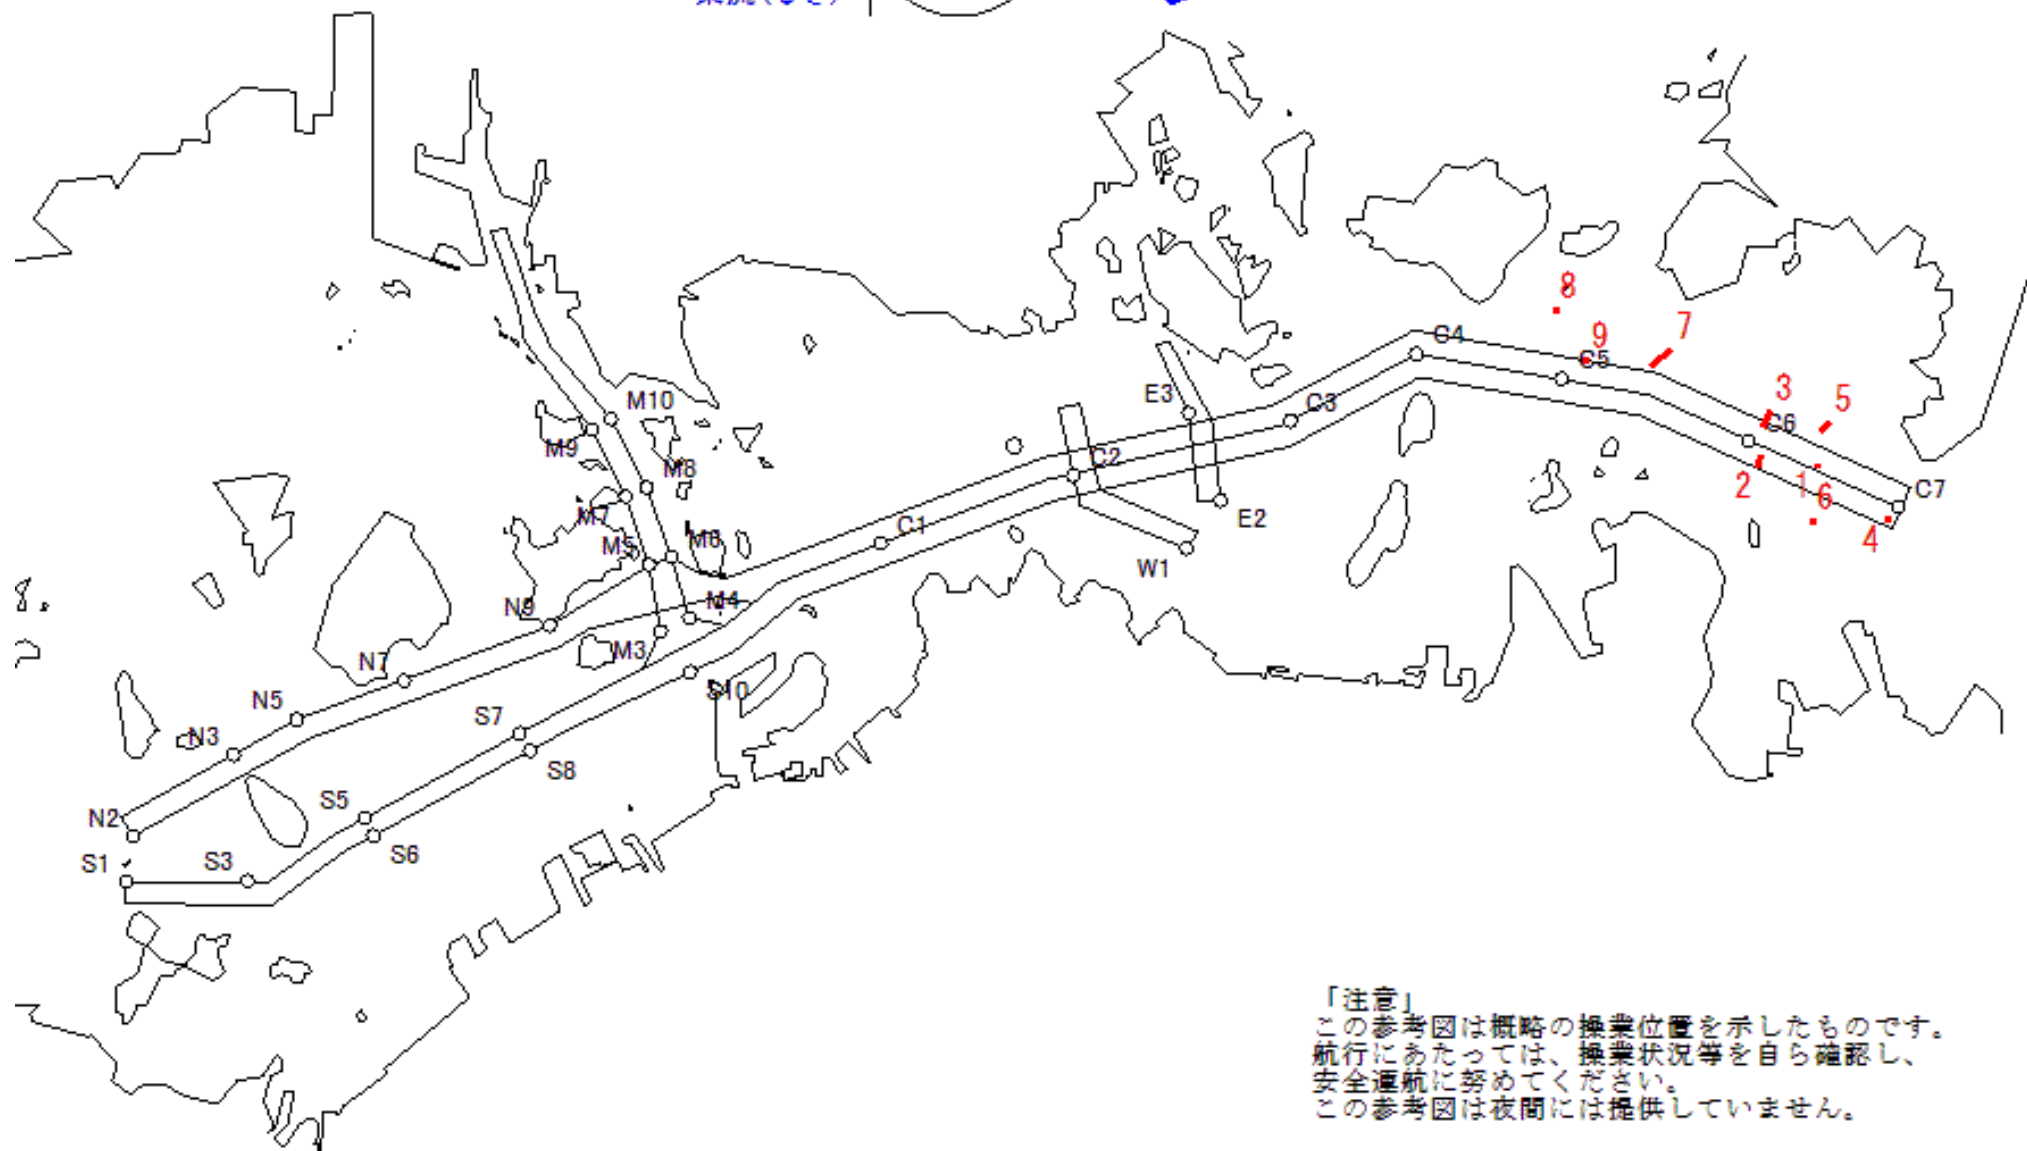 8
C4
9
C5
7
M10
E3
C3
3
C6
5
M9
M8
C2
2
1
6
C7
M7
C1
E2
4
M5
M6
W1
N9
M4
N7
M3
S10
N5
S7
N3
S8
N2
S5
S1
S3
S6
「注意」
この参考図は概略の操業位置を示したものです。
航行にあたっては、操業状況等を自ら確認し、
安全運航に努めてください。
この参考図は夜間には提供していません。